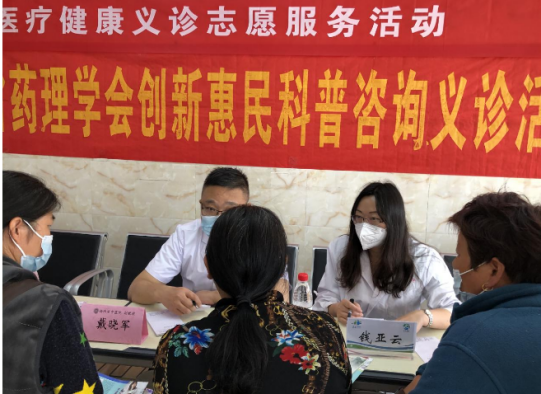 医疗健康义诊志愿服务活动
药理学会创新惠民科普咨询义诊活
戴晓军
钱亚云